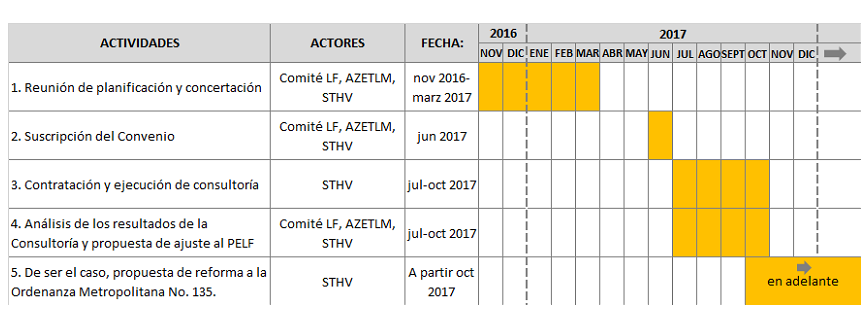 ACTIVIDADES ACTORES FECHA: 2016 2017
NOV DIC ENE FEB MAR ABR MAY JUN JUL AGO SEPT OCT NOV DIC
1. Reunión de planificación y concertación
Comité LF, AZETLM,
STHV
nov 2016-
marz 2017
2. Suscripción del Convenio
Comité LF, AZETLM,
STHV
jun 2017
3. Contratación y ejecución de consultoría
STHV
jul-oct 2017
4. Análisis de los resultados de la
Consultoría y propuesta de ajuste al PELF
Comité LF, AZETLM,
STHV
jul-oct 2017
5. De ser el caso, propuesta de reforma a la
Ordenanza Metropolitana No. 135.
STHV
A partir oct
2017
en adelante